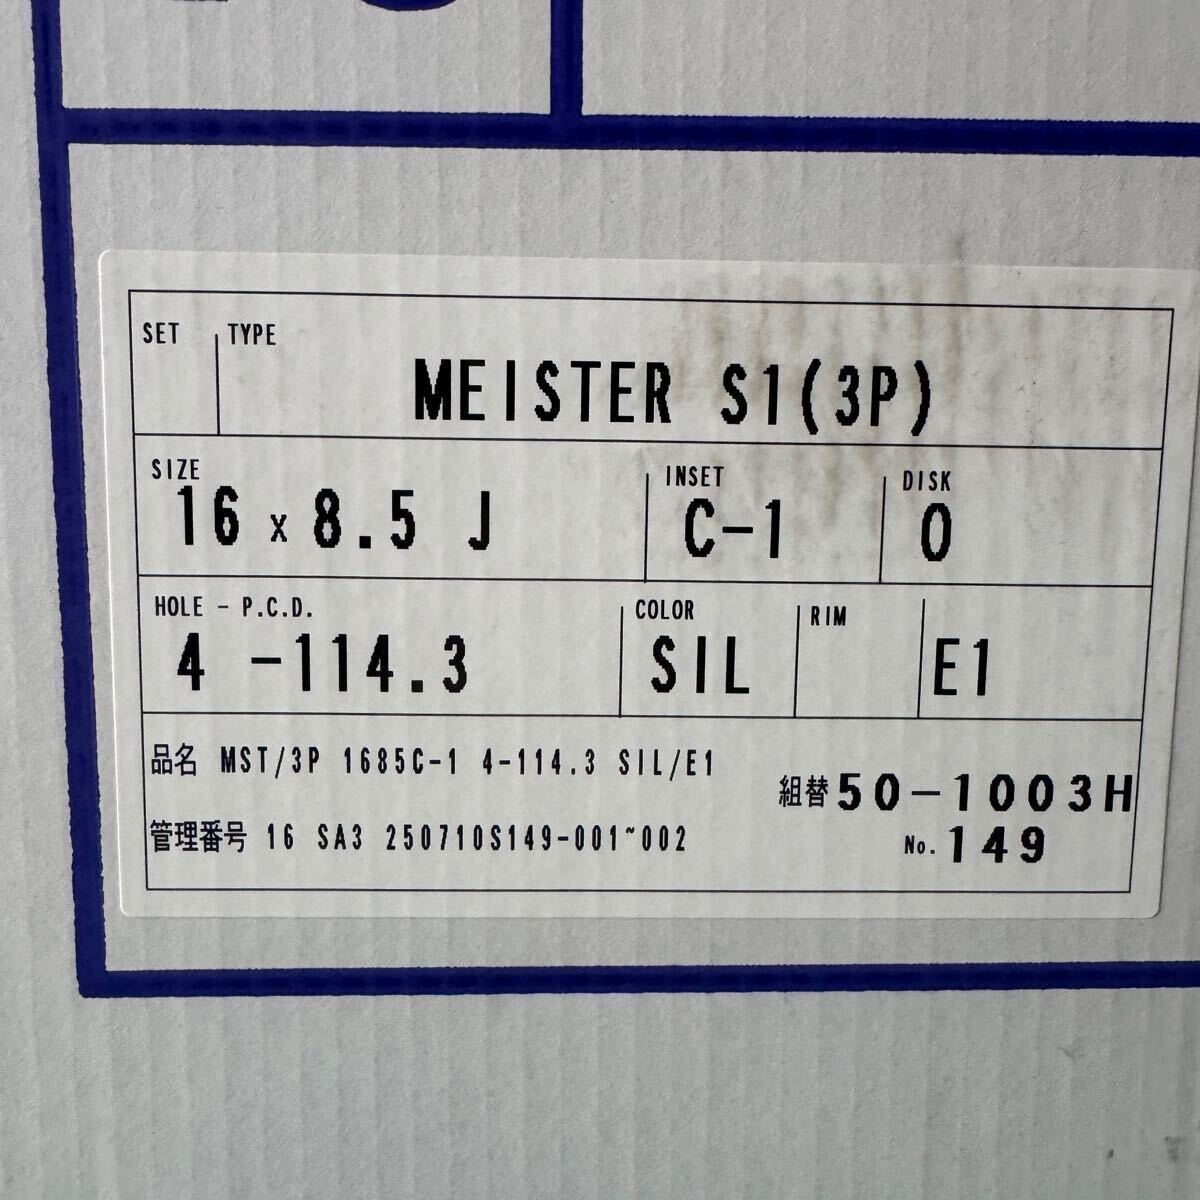 SET TYPE
MEISTER S1(3P)
SIZE INSET DISK
16 x 8.5 J C-1 O
HOLE - P.C.D. COLOR RIM
4 -114.3 SIL E1
品名 MST/3P 1685C-1 4-114.3 SIL/E1
組替50-1003H
管理番号 16 SA3 250710S149-001~002
No. 149